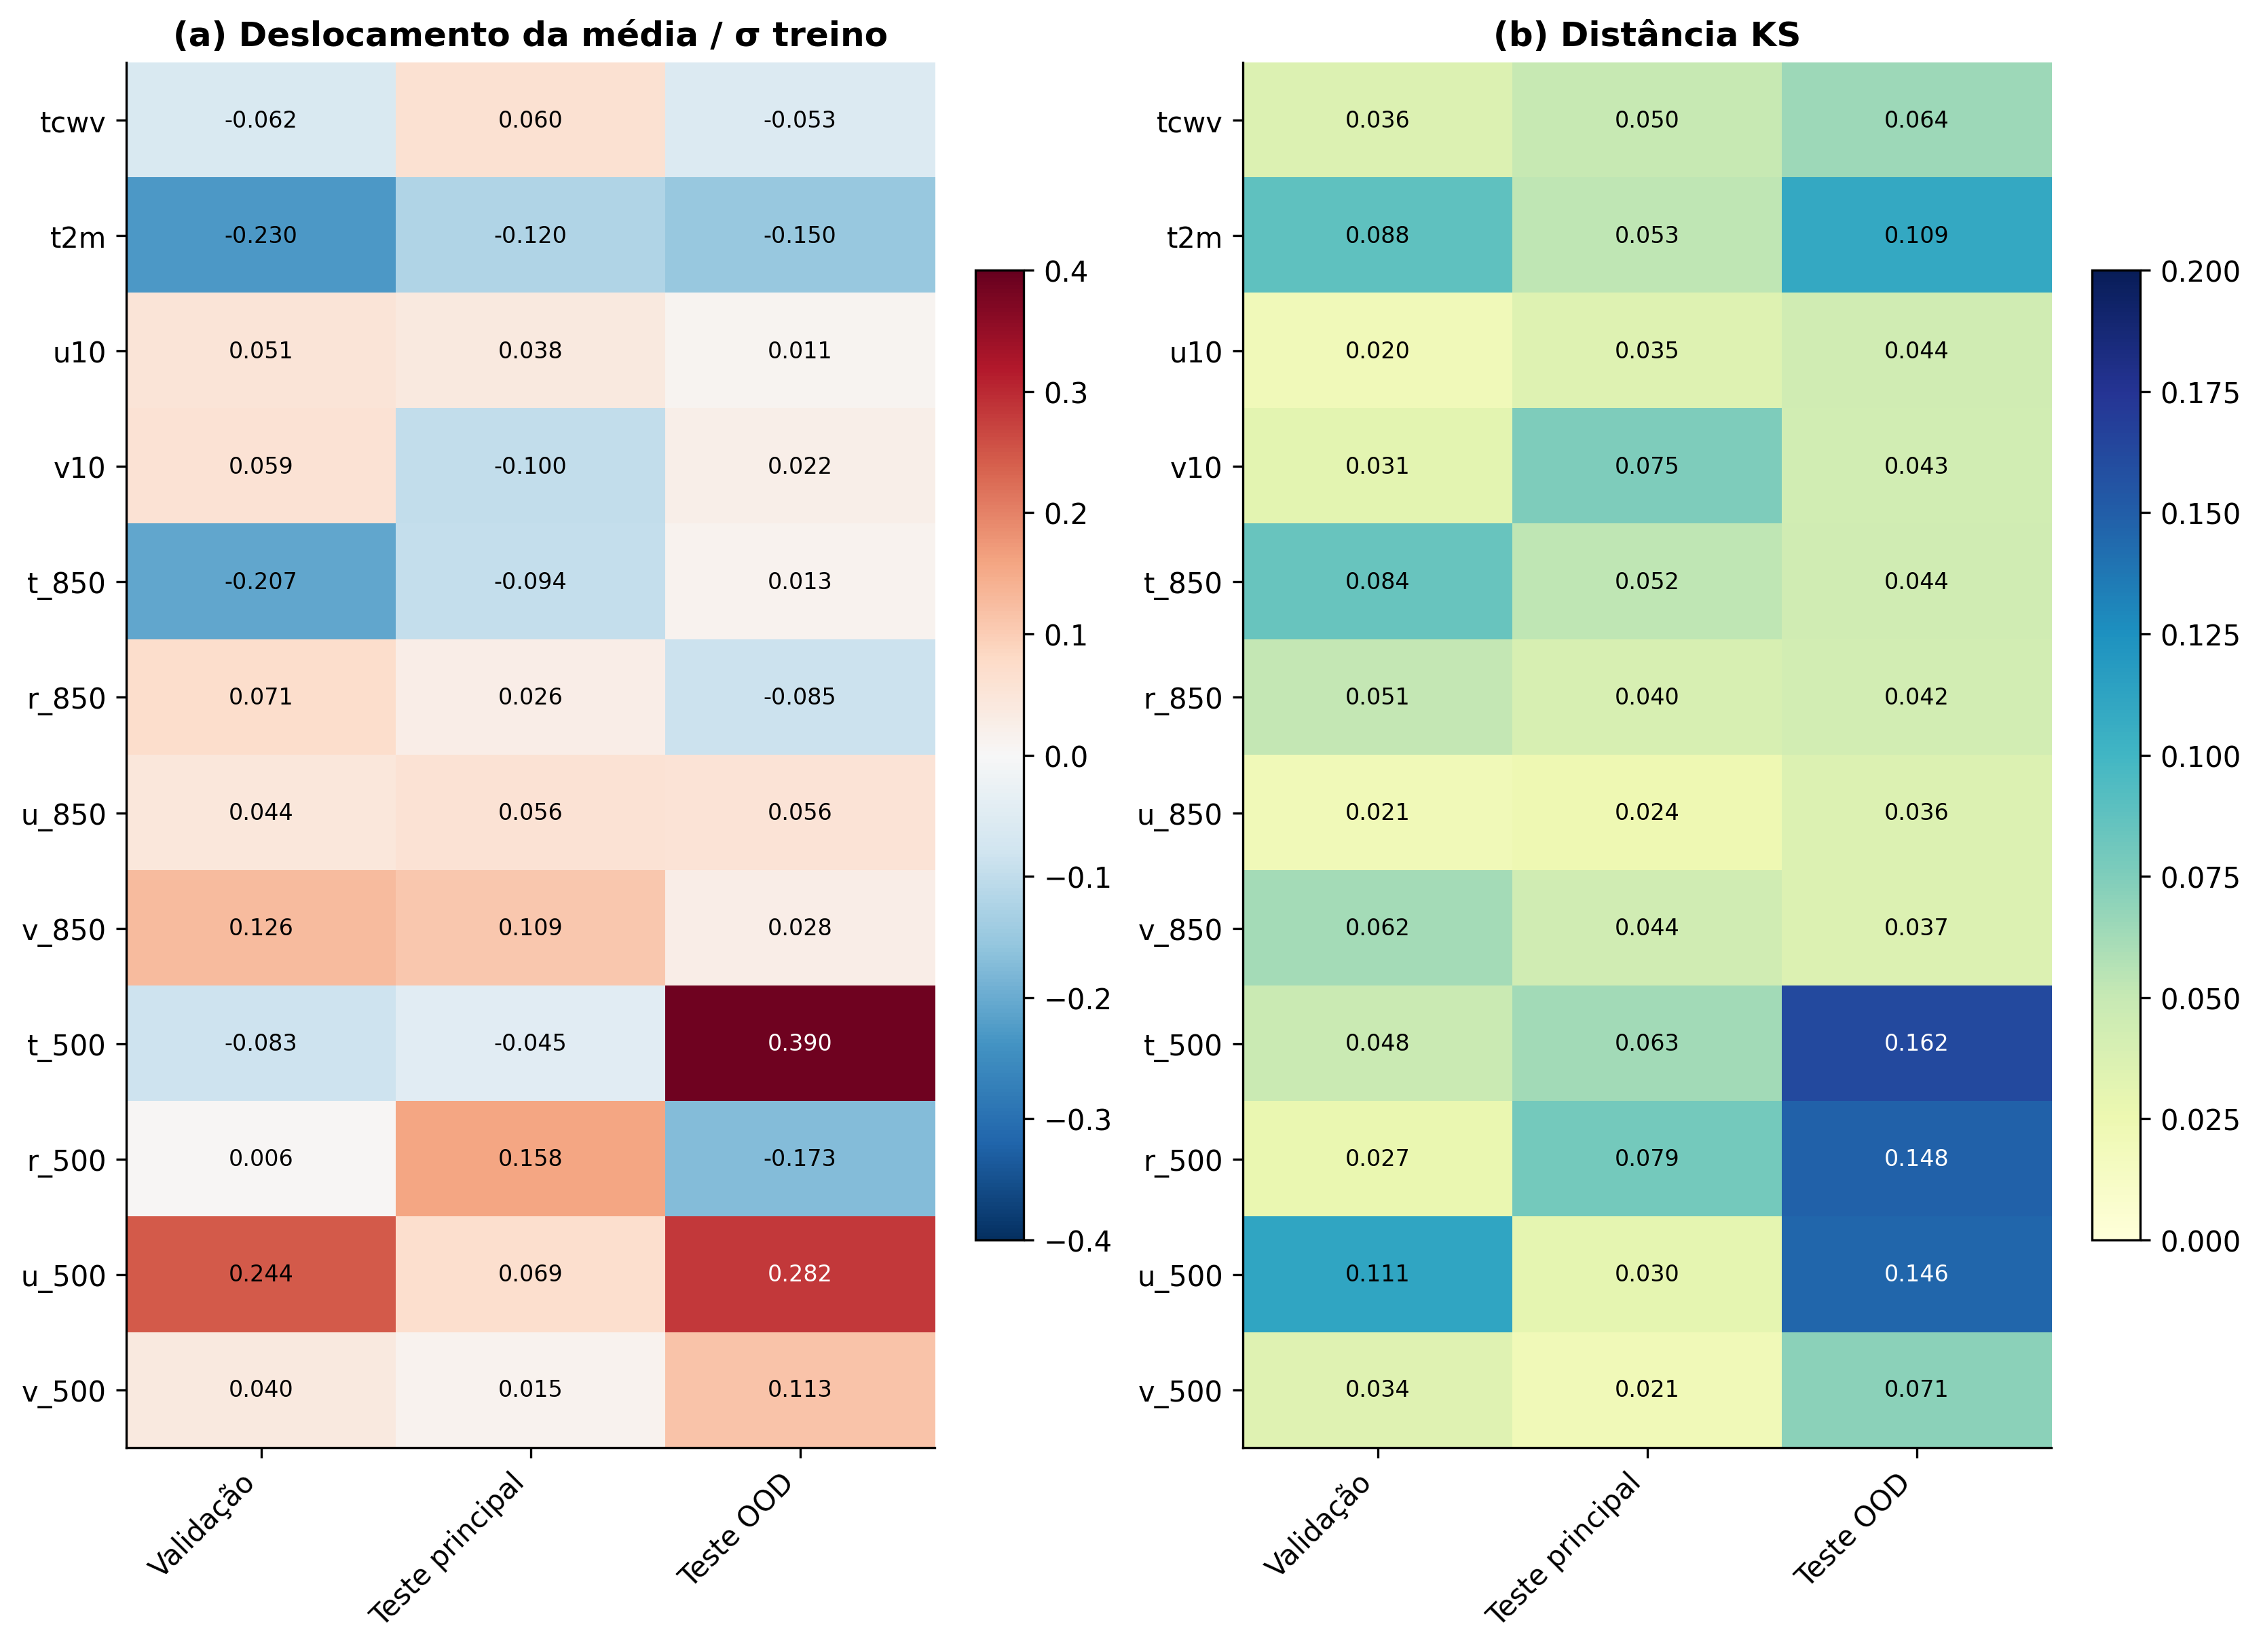 (a) Deslocamento da média / σ treino
tcwv -0.062 0.060 -0.053
t2m -0.230 -0.120 -0.150
u10 0.051 0.038 0.011
v10 0.059 -0.100 0.022
t_850 -0.207 -0.094 0.013
r_850 0.071 0.026 -0.085
u_850 0.044 0.056 0.056
v_850 0.126 0.109 0.028
t_500 -0.083 -0.045 0.390
r_500 0.006 0.158 -0.173
u_500 0.244 0.069 0.282
v_500 0.040 0.015 0.113
Validação
Teste principal
Teste OOD
0.4
0.3
0.2
0.1
0.0
−0.1
−0.2
−0.3
−0.4
(b) Distância KS
tcwv 0.036 0.050 0.064
t2m 0.088 0.053 0.109
u10 0.020 0.035 0.044
v10 0.031 0.075 0.043
t_850 0.084 0.052 0.044
r_850 0.051 0.040 0.042
u_850 0.021 0.024 0.036
v_850 0.062 0.044 0.037
t_500 0.048 0.063 0.162
r_500 0.027 0.079 0.148
u_500 0.111 0.030 0.146
v_500 0.034 0.021 0.071
Validação
Teste principal
Teste OOD
0.200
0.175
0.150
0.125
0.100
0.075
0.050
0.025
0.000